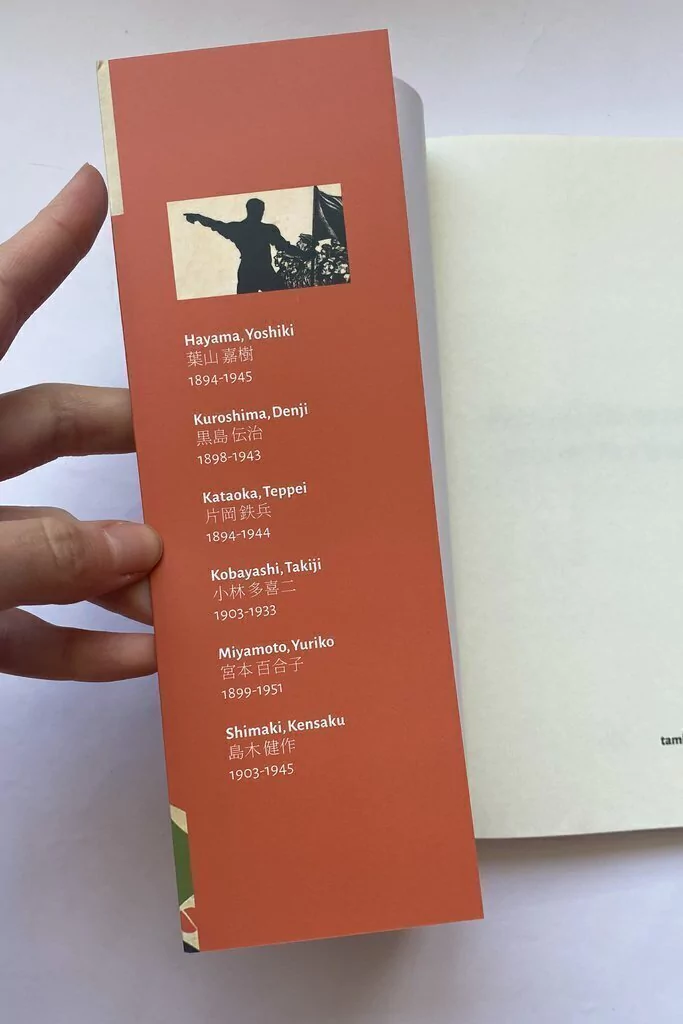 Hayama, Yoshiki
葉山 嘉樹
1894-1945
Kuroshima, Denji
黒島 伝治
1898-1943
Kataoka, Teppei
片岡 鉄兵
1894-1944
Kobayashi, Takiji
小林 多喜二
1903-1933
Miyamoto, Yuriko
宮本 百合子
1899-1951
Shimaki, Kensaku
島木 健作
1903-1945